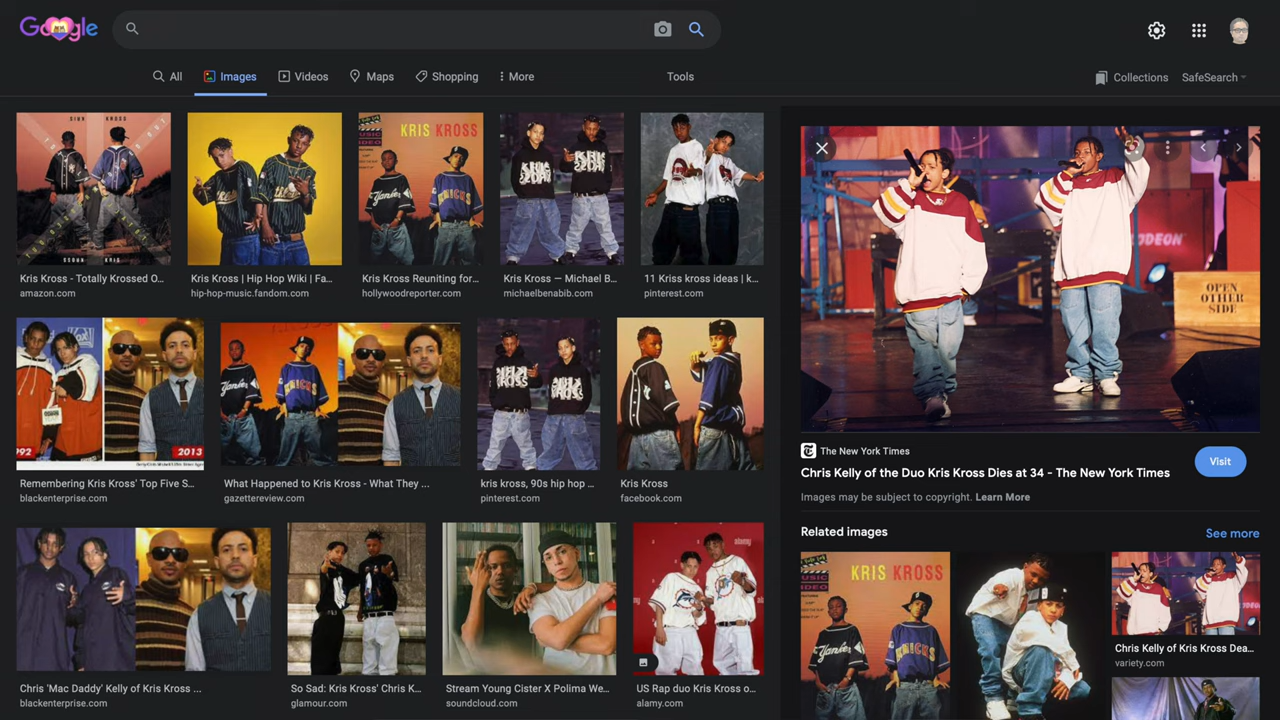 Google
All
Images
Videos
Maps
Shopping
More
Tools
Collections
SafeSearch
KRIS KROSS
Kris Kross - Totally Krossed O...
amazon.com
Kris Kross | Hip Hop Wiki | Fa...
hip-hop-music.fandom.com
Kris Kross Reuniting for...
hollywoodreporter.com
Kris Kross — Michael B...
michaelbenabib.com
11 Kriss kross ideas | k...
pinterest.com
OPEN
OTHER
SIDE
KNICKS
992
2013
Remembering Kris Kross' Top Five S...
blackenterprise.com
What Happened to Kris Kross - What They ...
gazettereview.com
kris kross, 90s hip hop ...
pinterest.com
Kris Kross
facebook.com
The New York Times
Chris Kelly of the Duo Kris Kross Dies at 34 - The New York Times
Visit
Images may be subject to copyright. Learn More
Related images
See more
alamy
Chris 'Mac Daddy' Kelly of Kris Kross ...
blackenterprise.com
So Sad: Kris Kross' Chris K...
glamour.com
Stream Young Cister X Polima We...
soundcloud.com
US Rap duo Kris Kross o...
alamy.com
MUSIC
VIDEO
KRIS KROSS
Chris Kelly of Kris Kross Dea...
variety.com